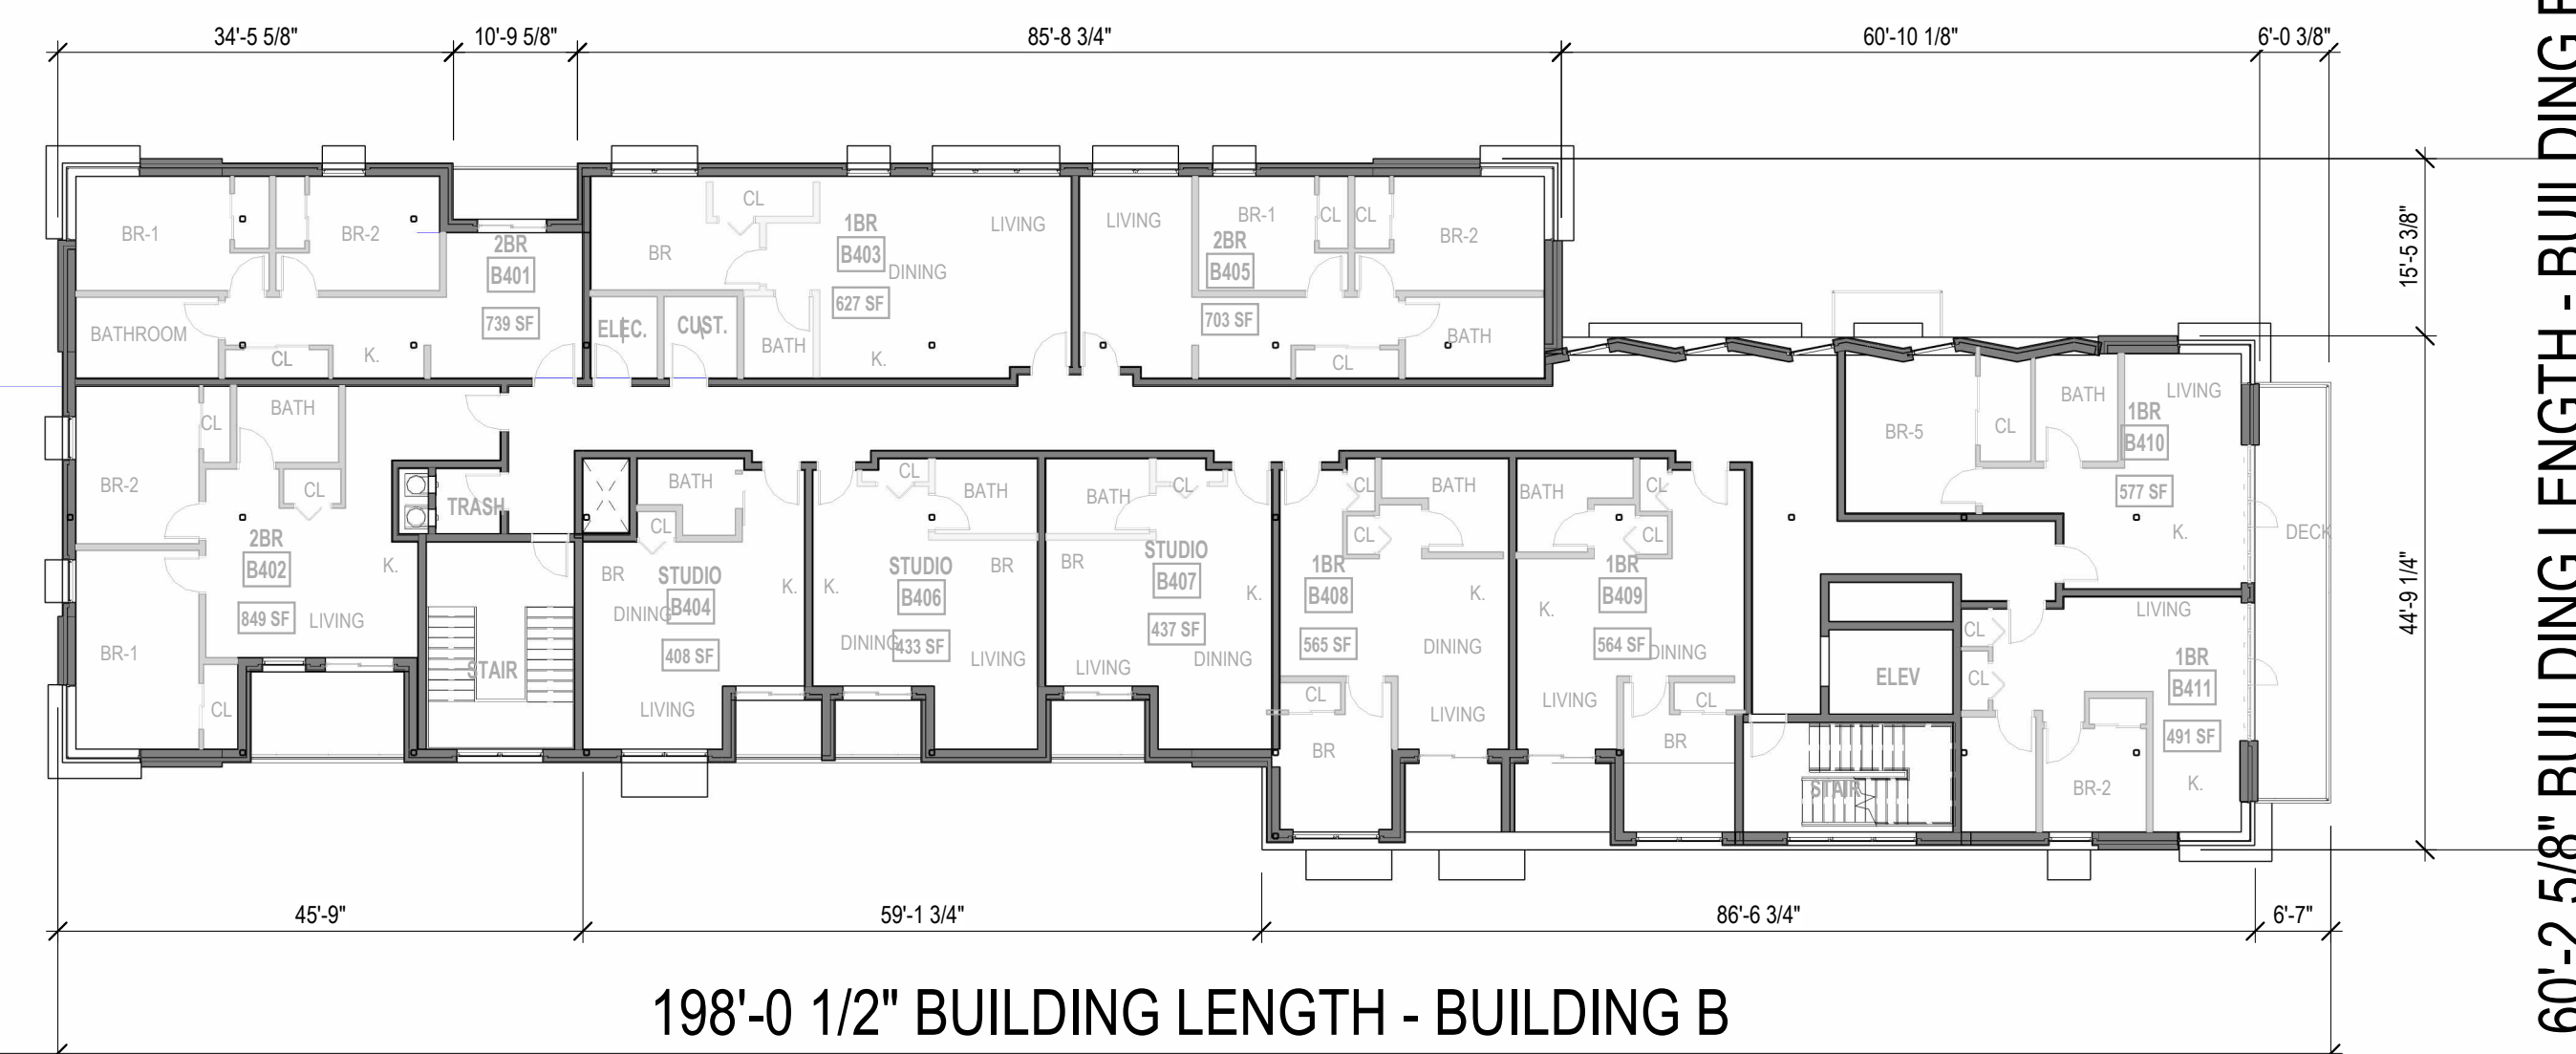 34'-5 5/8" 10'-9 5/8" 85'-8 3/4" 60'-10 1/8" 6'-0 3/8"
BR-1
BR-2
2BR
B401
739 SF
BATHROOM
CL
K.
BR
CL
1BR
B403
627 SF
LIVING
DINING
ELEC.
CUST.
BATH
K.
LIVING
BR-1
CL
CL
BR-2
2BR
B405
703 SF
BATH
CL
15'-5 3/8"
CL
BATH
BR-2
CL
TRASH
2BR
B402
849 SF
K.
LIVING
BR-1
CL
STAIR
BATH
CL
BR
STUDIO
B404
408 SF
DINING
K.
LIVING
CL
BATH
K.
STUDIO
B406
433 SF
BR
DINING
LIVING
BATH
CL
BR
STUDIO
B407
437 SF
K.
LIVING
DINING
CL
BATH
CL
1BR
B408
565 SF
K.
DINING
CL
LIVING
BR
BATH
CL
CL
1BR
B409
564 SF
K.
DINING
LIVING
CL
BR
BR-5
CL
BATH
LIVING
1BR
B410
577 SF
K.
DECK
ELEV
STAIR
CL
CL
LIVING
1BR
B411
491 SF
BR-2
K.
44'-9 1/4"
45'-9" 59'-1 3/4" 86'-6 3/4" 6'-7"
198'-0 1/2" BUILDING LENGTH - BUILDING B
60'-2 5/8" BUILDING LENGTH - BUILDING